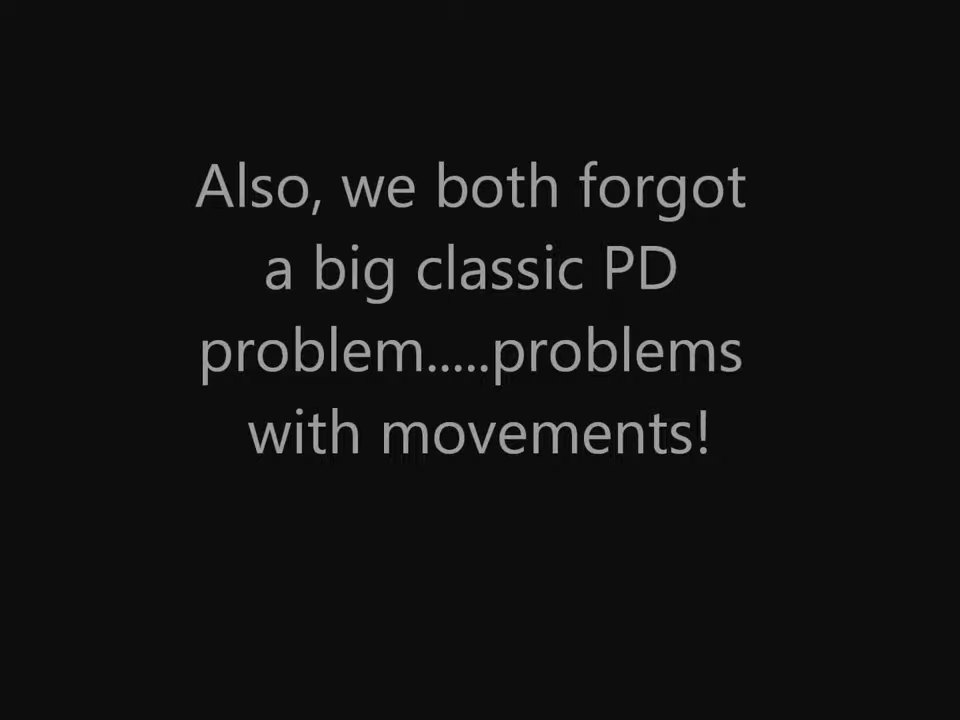 Also, we both forgot
a big classic PD
problem.....problems
with movements!